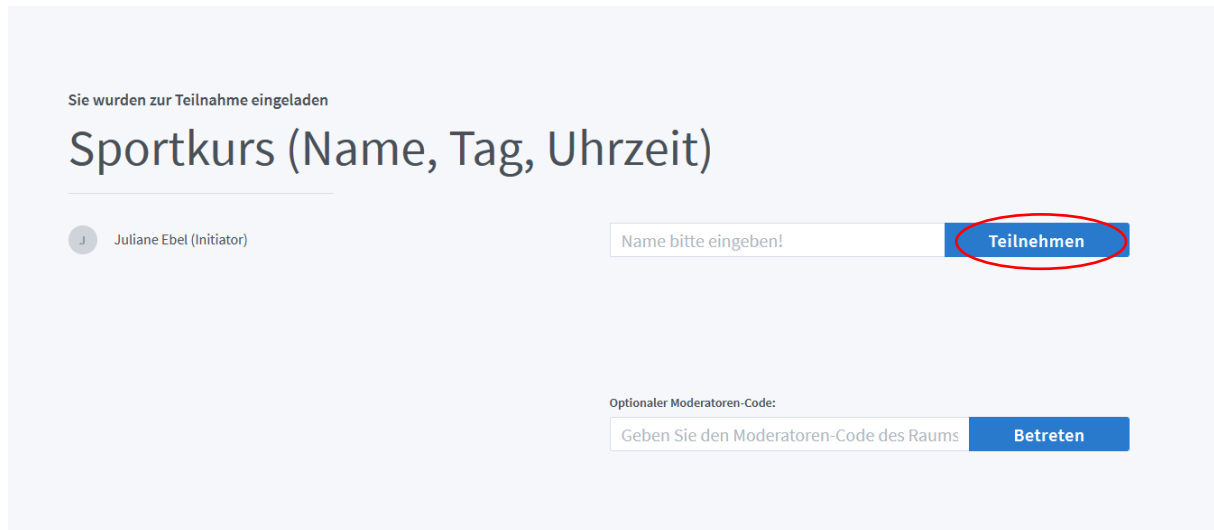 Sie wurden zur Teilnahme eingeladen
Sportkurs (Name, Tag, Uhrzeit)
J
Juliane Ebel (Initiator)
Name bitte eingeben!
Teilnehmen
Optionaler Moderatoren-Code:
Geben Sie den Moderatoren-Code des Raums
Betreten